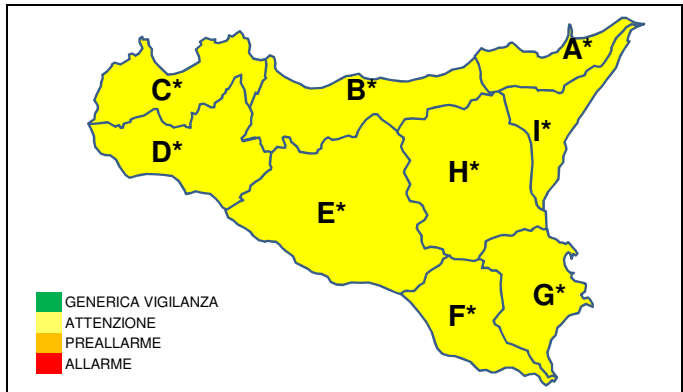 A*
C*
B*
I*
D*
H*
E*
G*
F*
GENERICA VIGILANZA
ATTENZIONE
PREALLARME
ALLARME